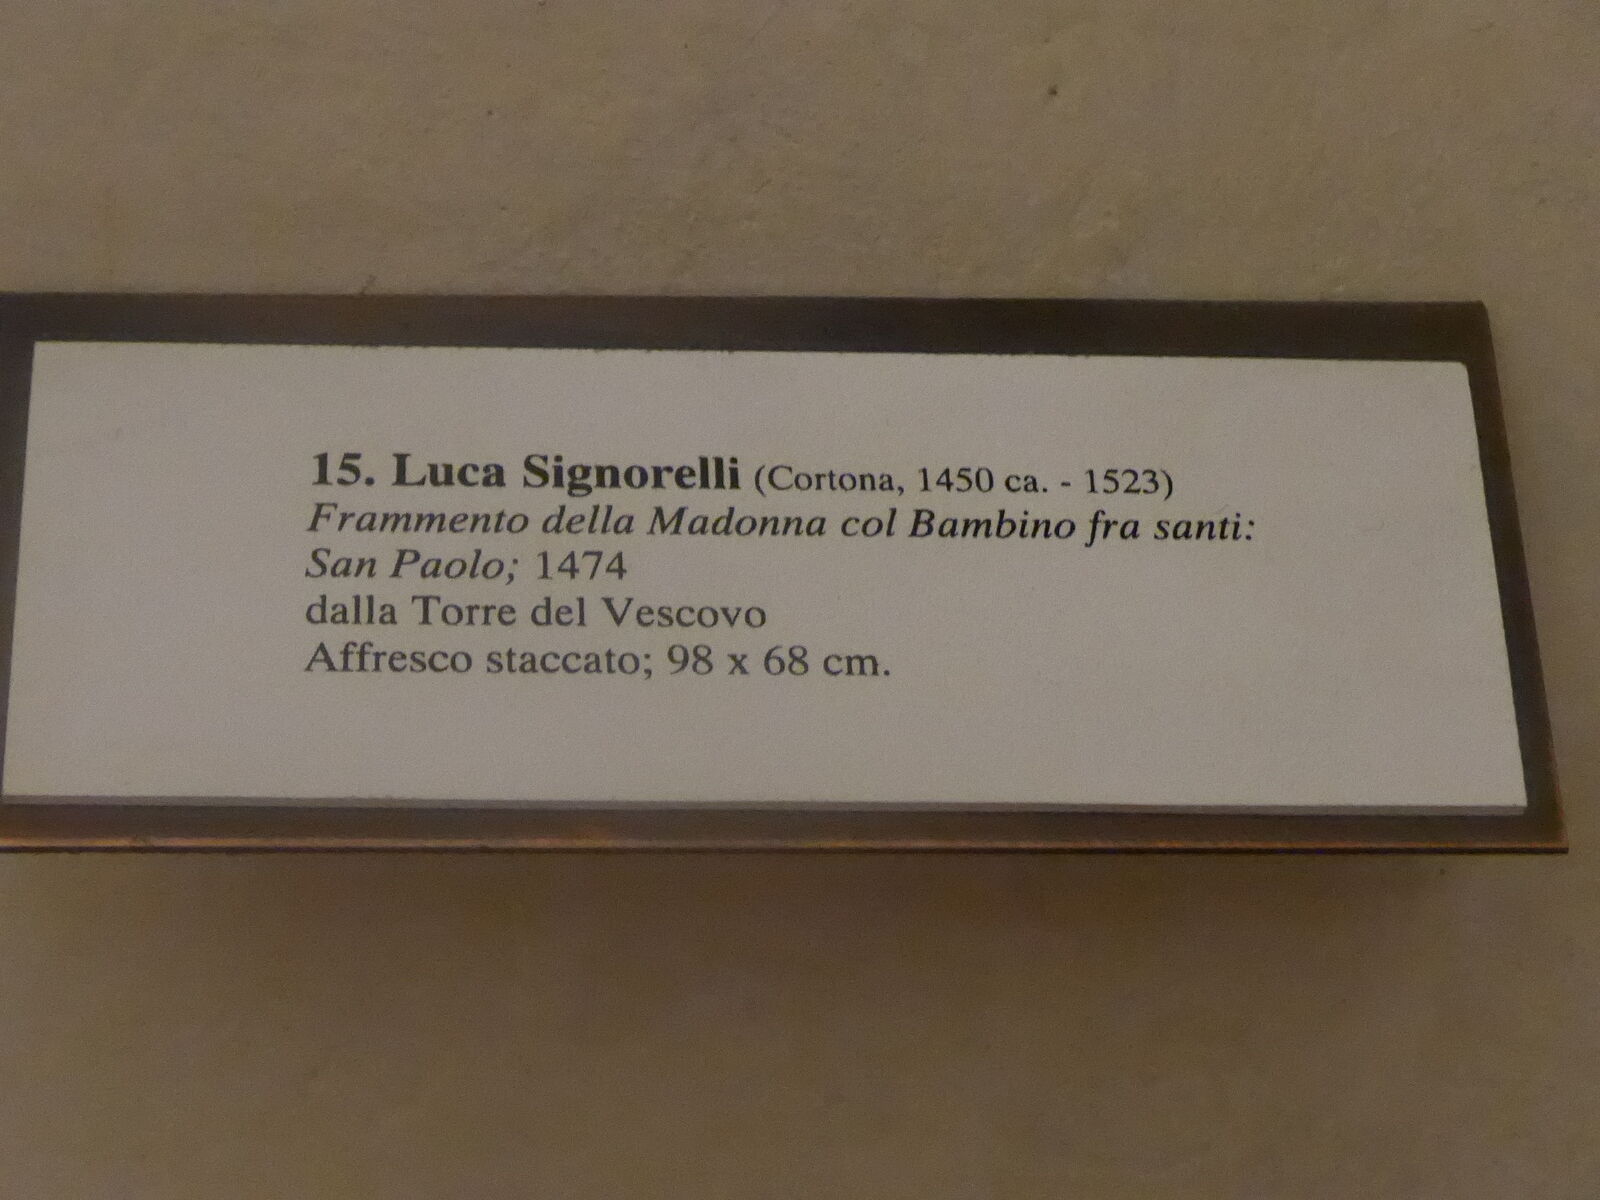 15. Luca Signorelli (Cortona, 1450 ca. - 1523)
Frammento della Madonna col Bambino fra santi:
San Paolo; 1474
dalla Torre del Vescovo
Affresco staccato; 98 x 68 cm.